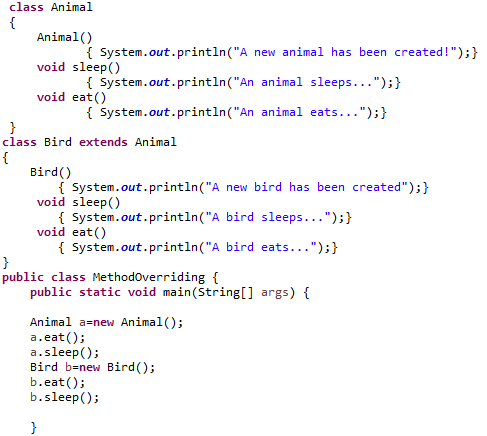 class Animal
{
Animal()
{ System.out.println("A new animal has been created!");}
void sleep()
{ System.out.println("An animal sleeps...");}
void eat()
{ System.out.println("An animal eats...");}
}
class Bird extends Animal
{
Bird()
{ System.out.println("A new bird has been created");}
void sleep()
{ System.out.println("A bird sleeps...");}
void eat()
{ System.out.println("A bird eats...");}
}
public class MethodOverriding {
public static void main(String[] args) {
Animal a=new Animal();
a.eat();
a.sleep();
Bird b=new Bird();
b.eat();
b.sleep();
}